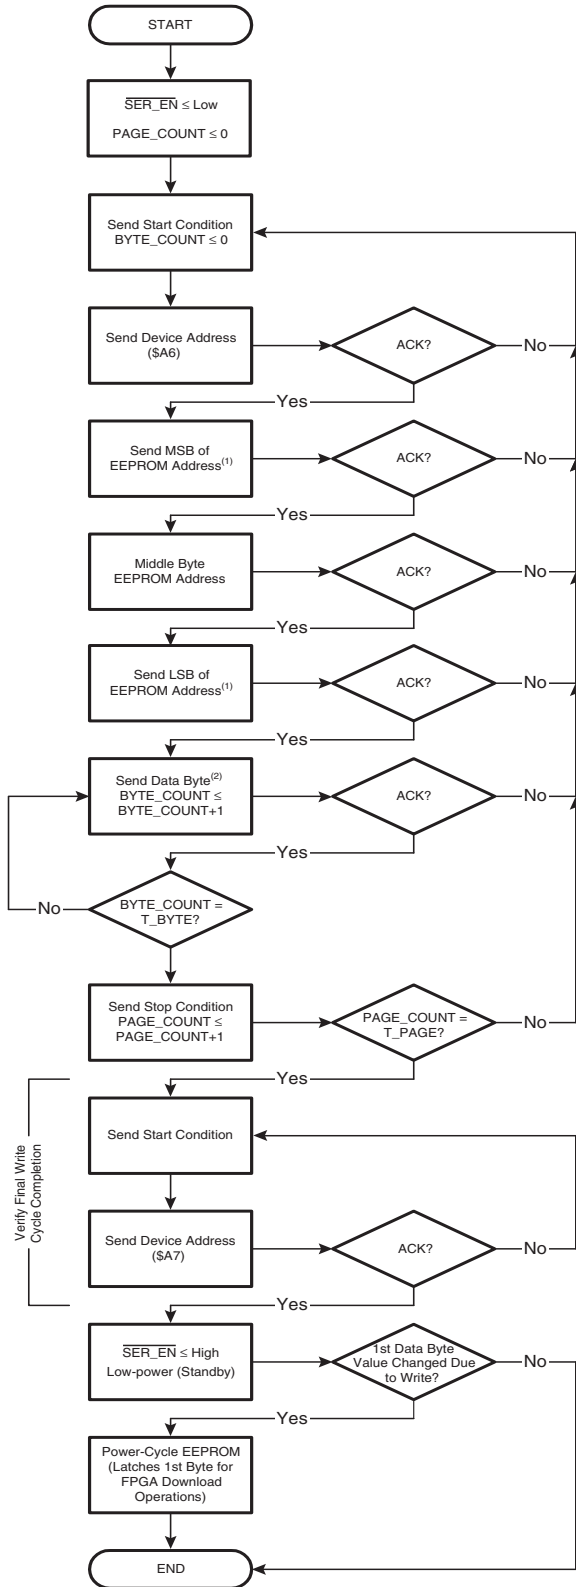 START
SER_EN ≤ Low
PAGE_COUNT ≤ 0
Send Start Condition
BYTE_COUNT ≤ 0
Send Device Address
($A6)
ACK?
No
Yes
Send MSB of
EEPROM Address(1)
ACK?
No
Yes
Middle Byte
EEPROM Address
ACK?
No
Yes
Send LSB of
EEPROM Address(1)
ACK?
No
Yes
Send Data Byte(2)
BYTE_COUNT ≤
BYTE_COUNT+1
ACK?
No
Yes
No
BYTE_COUNT =
T_BYTE?
Send Stop Condition
PAGE_COUNT ≤
PAGE_COUNT+1
PAGE_COUNT =
T_PAGE?
No
Yes
Verify Final Write
Cycle Completion
Send Start Condition
Send Device Address
($A7)
ACK?
No
Yes
SER_EN ≤ High
Low-power (Standby)
1st Data Byte
Value Changed Due
to Write?
No
Yes
Power-Cycle EEPROM
(Latches 1st Byte for
FPGA Download
Operations)
END